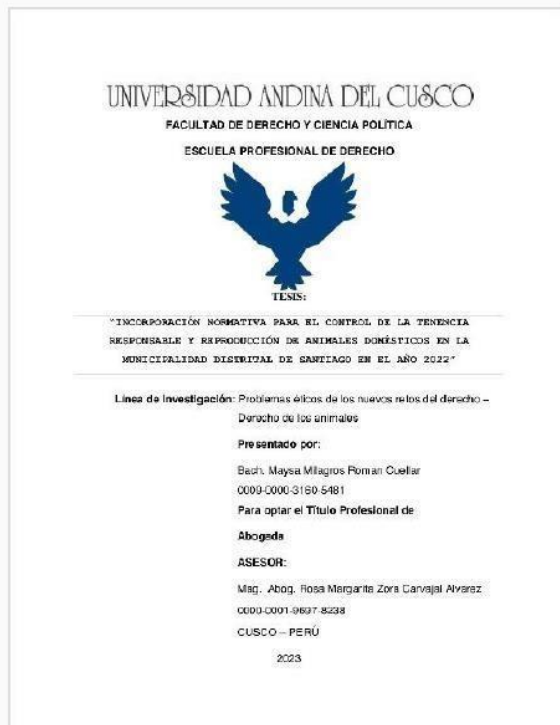 UNIVERSIDAD ANDINA DEL CUSCO
FACULTAD DE DERECHO Y CIENCIA POLÍTICA
ESCUELA PROFESIONAL DE DERECHO
TESIS:
"INCORPORACIÓN NORMATIVA PARA EL CONTROL DE LA TENENCIA
RESPONSABLE Y REPRODUCCIÓN DE ANIMALES DOMÉSTICOS EN LA
MUNICIPALIDAD DISTRITAL DE SANTIAGO EN EL AÑO 2022"
Línea de Investigación: Problemas éticos de los nuevos retos del derecho –
Derecho de los animales
Presentado por:
Bach. Maysa Milagros Roman Cuellar
0009-0000-3160-5481
Para optar el Título Profesional de
Abogada
ASESOR:
Mag. Abog. Rosa Margarita Zora Carvajal Alvarez
0000-0001-9697-8238
CUSCO – PERÚ
2023